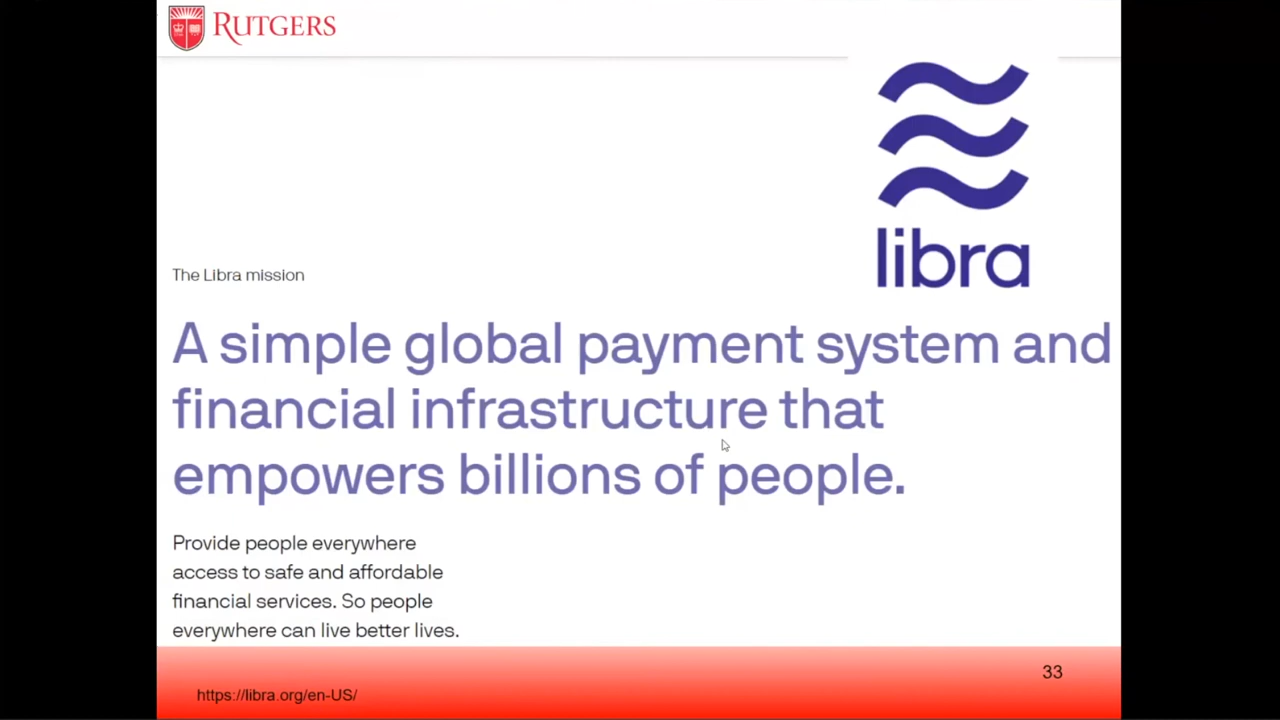 RUTGERS
libra
The Libra mission
A simple global payment system and
financial infrastructure that
empowers billions of people.
Provide people everywhere
access to safe and affordable
financial services. So people
everywhere can live better lives.
33
https://libra.org/en-US/